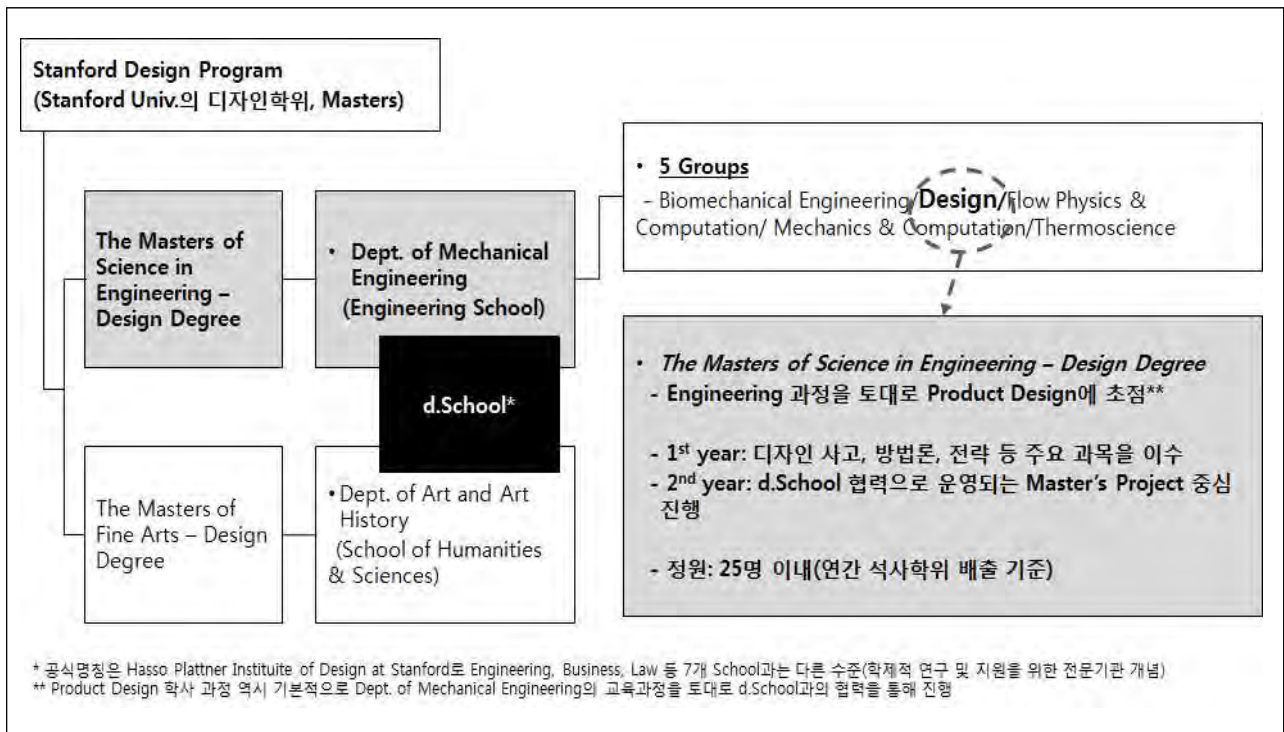 Stanford Design Program
(Stanford Univ.의 디자인학위, Masters)
The Masters of
Science in
Engineering –
Design Degree
• Dept. of Mechanical
Engineering
(Engineering School)
• 5 Groups
- Biomechanical Engineering/Design/Flow Physics &
Computation/ Mechanics & Computation/Thermoscience
d.School*
The Masters of
Fine Arts – Design
Degree
•Dept. of Art and Art
History
(School of Humanities
& Sciences)
• The Masters of Science in Engineering – Design Degree
- Engineering 과정을 토대로 Product Design에 초점**
- 1st year: 디자인 사고, 방법론, 전략 등 주요 과목을 이수
- 2nd year: d.School 협력으로 운영되는 Master's Project 중심
진행
- 정원: 25명 이내(연간 석사학위 배출 기준)
* 공식명칭은 Hasso Plattner Instituite of Design at Stanford로 Engineering, Business, Law 등 7개 School과는 다른 수준(학제적 연구 및 지원을 위한 전문기관 개념)
** Product Design 학사 과정 역시 기본적으로 Dept. of Mechanical Engineering의 교육과정을 토대로 d.School과의 협력을 통해 진행